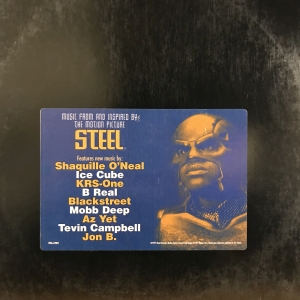 MUSIC FROM AND INSPIRED BY:
THE MOTION PICTURE
STEEL
Features new music by:
Shaquille O'Neal
Ice Cube
KRS-One
B Real
Blackstreet
Mobb Deep
Az Yet
Tevin Campbell
Jon B.